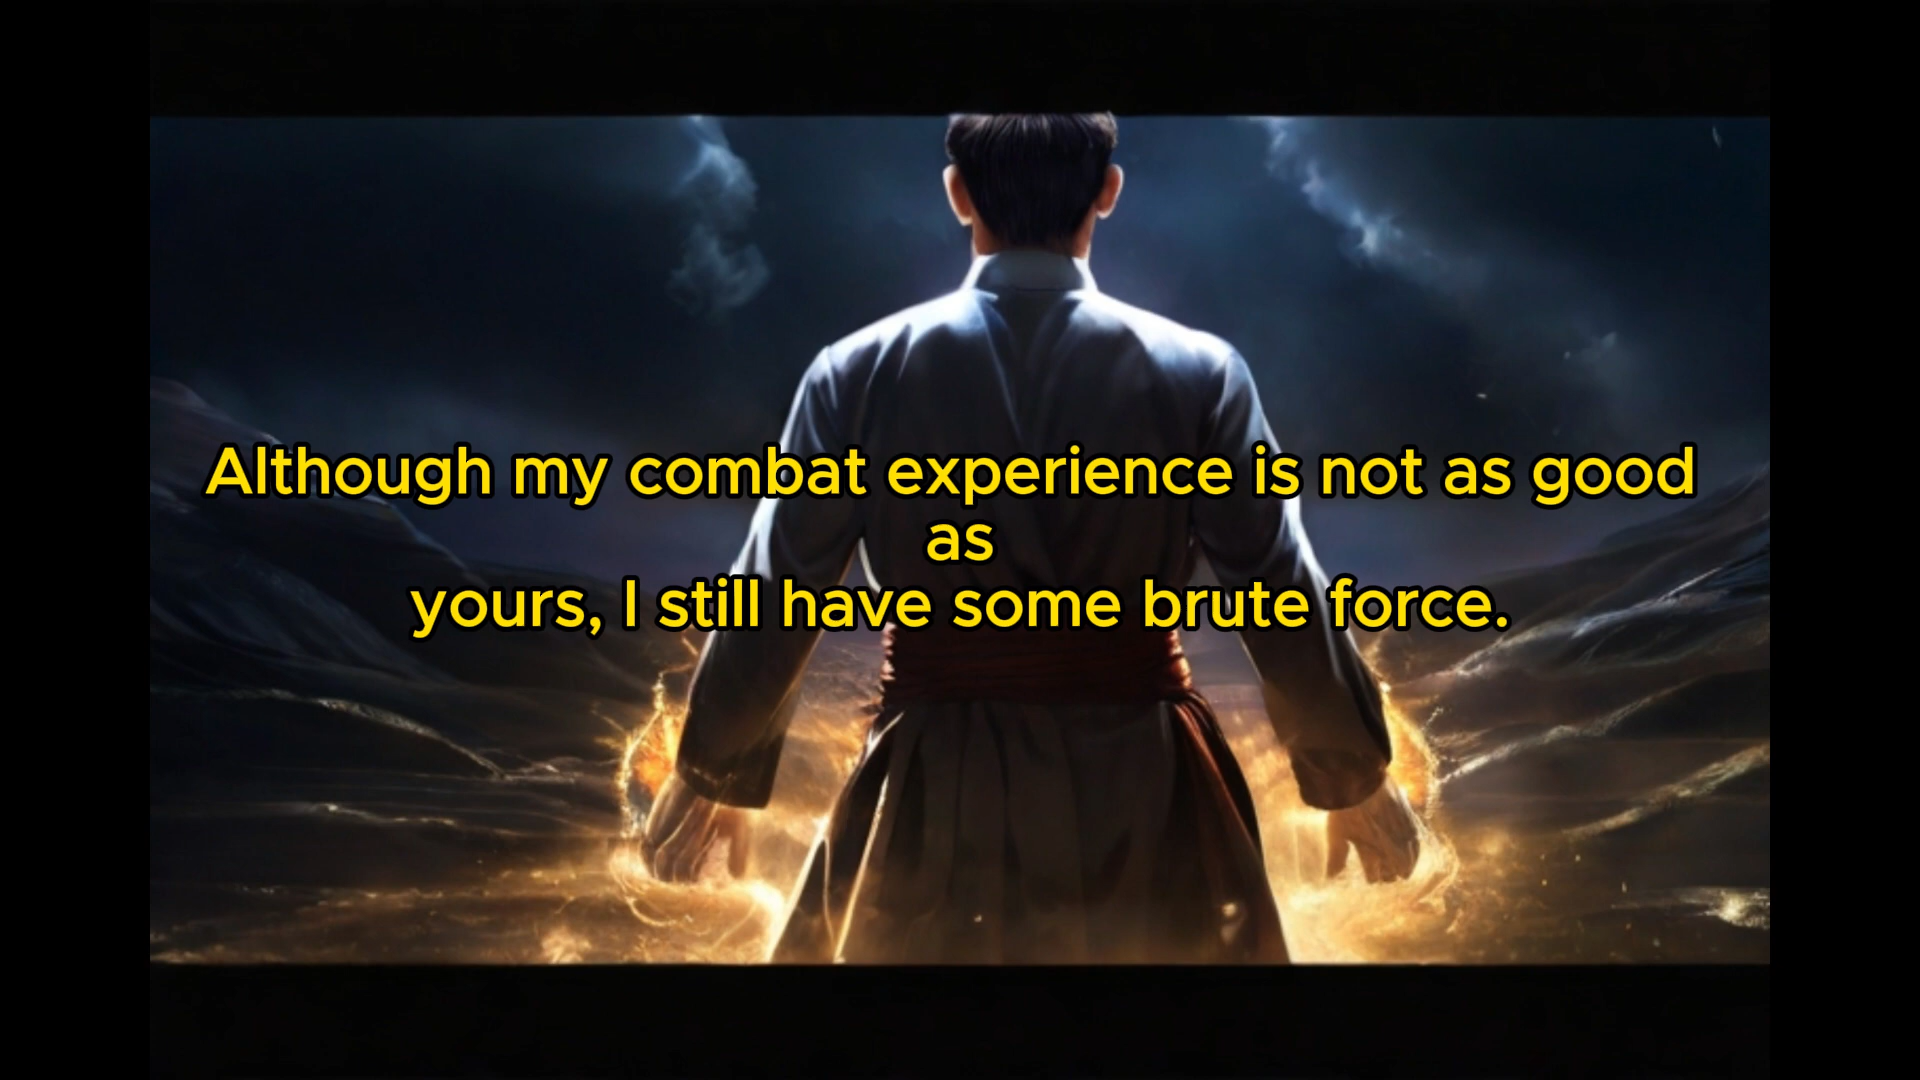 Although my combat experience is not as good
as
yours, I still have some brute force.